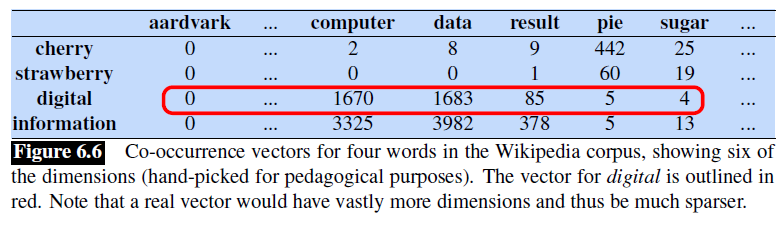 aardvark ... computer data result pie sugar ...
cherry 0 ... 2 8 9 442 25 ...
strawberry 0 ... 0 0 1 60 19 ...
digital 0 ... 1670 1683 85 5 4 ...
information 0 ... 3325 3982 378 5 13 ...
Figure 6.6 Co-occurrence vectors for four words in the Wikipedia corpus, showing six of
the dimensions (hand-picked for pedagogical purposes). The vector for digital is outlined in
red. Note that a real vector would have vastly more dimensions and thus be much sparser.